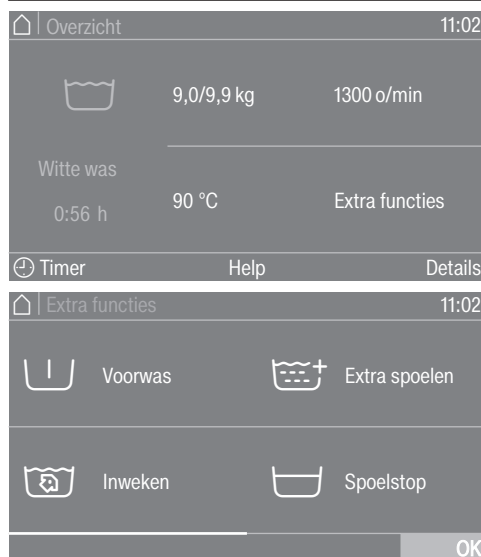 Overzicht 11:02
9,0/9,9 kg 1300 o/min
Witte was
0:56 h
90 °C Extra functies
Timer Help Details
Extra functies 11:02
Voorwas Extra spoelen
Inweken Spoelstop
OK